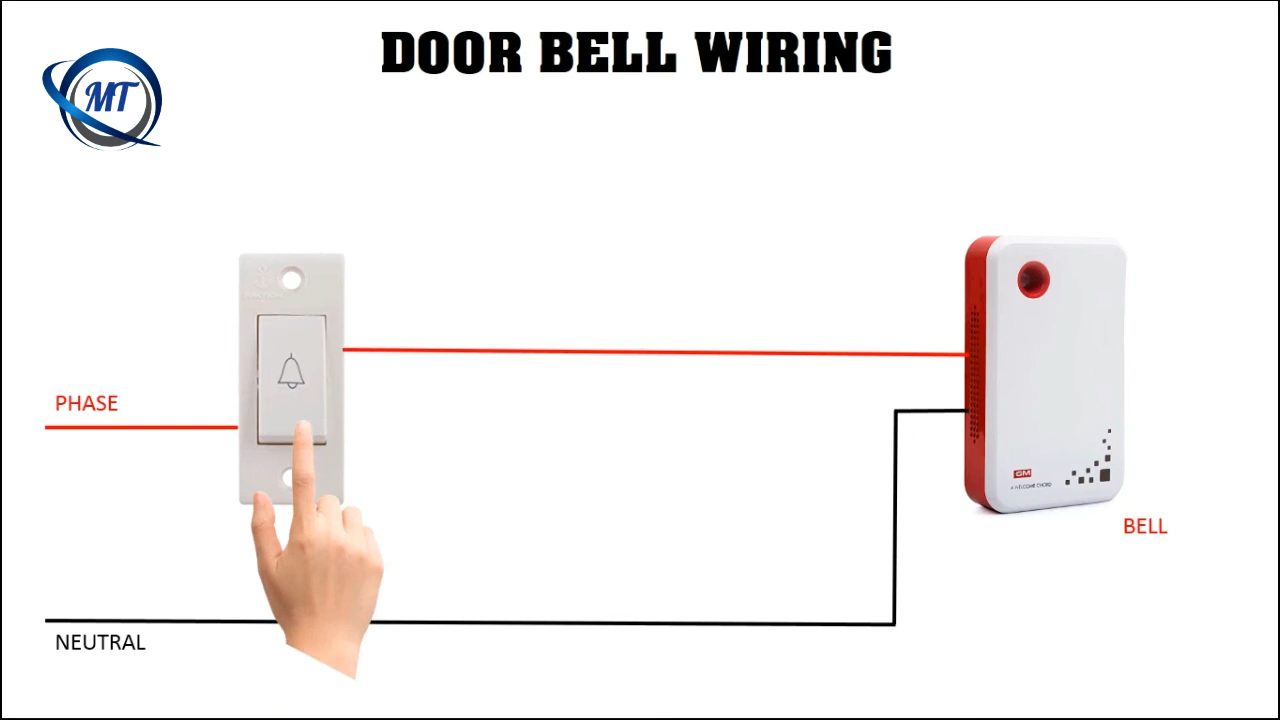 DOOR BELL WIRING
MT
PHASE
GM
BELL
NEUTRAL